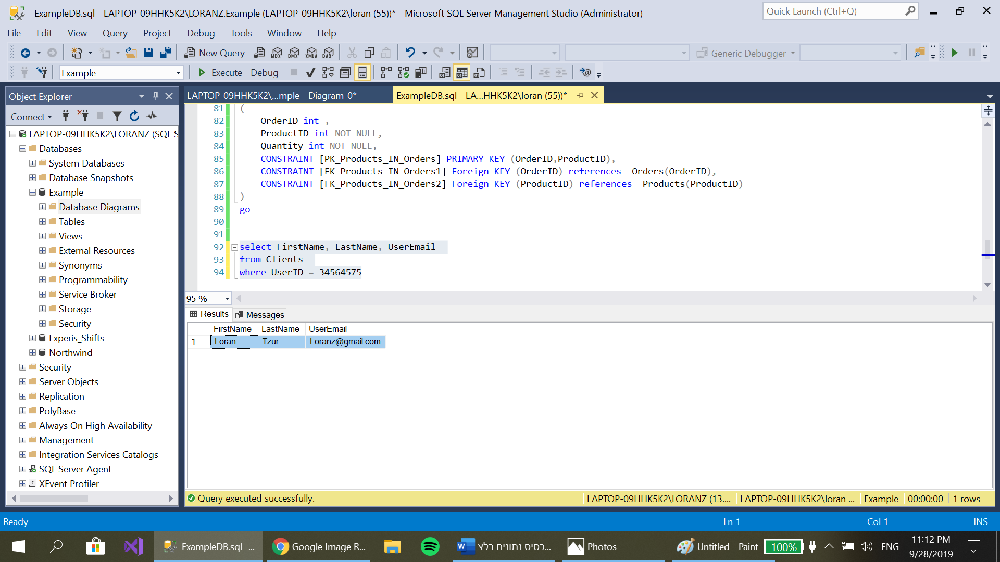 ExampleDB.sql - LAPTOP-09HHK5K2\LORANZ.Example (LAPTOP-09HHK5K2\loran (55))* - Microsoft SQL Server Management Studio (Administrator)
Quick Launch (Ctrl+Q)
File Edit View Query Project Debug Tools Window Help
New Query MDX DMX XMLA DAX Generic Debugger
Example Execute Debug
Object Explorer
Connect
LAPTOP-09HHK5K2\LORANZ (SQL S
Databases
System Databases
Database Snapshots
Example
Database Diagrams
Tables
Views
External Resources
Synonyms
Programmability
Service Broker
Storage
Security
Experis_Shifts
Northwind
Security
Server Objects
Replication
PolyBase
Always On High Availability
Management
Integration Services Catalogs
SQL Server Agent
XEvent Profiler
LAPTOP-09HHK5K2\...mple - Diagram_0*
ExampleDB.sql - LA...HHK5K2\loran (55))*
81 (
82 OrderID int ,
83 ProductID int NOT NULL,
84 Quantity int NOT NULL,
85 CONSTRAINT [PK_Products_IN_Orders] PRIMARY KEY (OrderID,ProductID),
86 CONSTRAINT [FK_Products_IN_Orders1] Foreign KEY (OrderID) references Orders(OrderID),
87 CONSTRAINT [FK_Products_IN_Orders2] Foreign KEY (ProductID) references Products(ProductID)
88 )
89 go
90
91
92 select FirstName, LastName, UserEmail
93 from Clients
94 where UserID = 34564575
95 %
Results Messages
FirstName LastName UserEmail
1 Loran Tzur Loranz@gmail.com
Query executed successfully.
LAPTOP-09HHK5K2\LORANZ (13.... LAPTOP-09HHK5K2\loran ... Example 00:00:00 1 rows
Ready Ln 1 Col 1 INS
ExampleDB.sql -...
Google Image R...
בסיס נתונים רלצ...
Photos
Untitled - Paint
100%
ENG
11:12 PM
9/28/2019